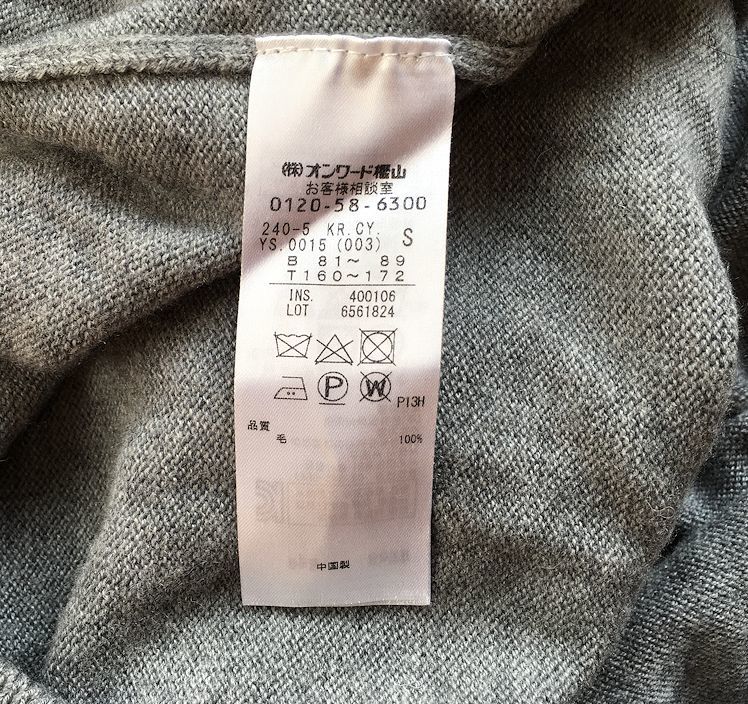 (株)オンワード樫山
お客様相談室
0120-58-6300
240-5 KR.CY.
YS.0015 (003) S
B 81〜 89
T160〜172
INS. 400106
LOT 6561824
P W P13H
品質
毛 100%
中国製